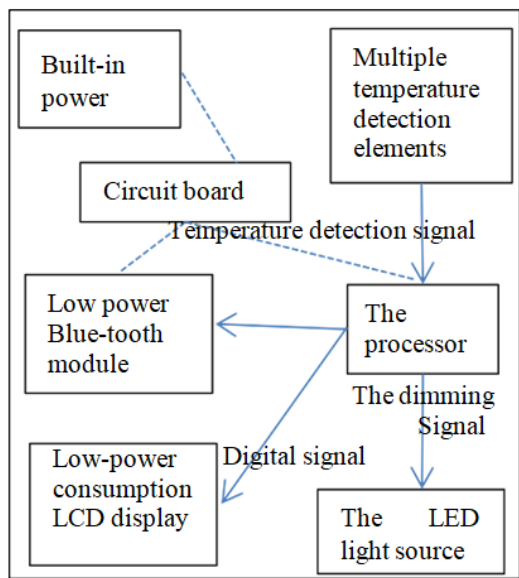 Built-in
power
Multiple
temperature
detection
elements
Circuit board
Temperature detection signal
Low power
Blue-tooth
module
The
processor
The dimming
Signal
Digital signal
Low-power
consumption
LCD display
The LED
light source